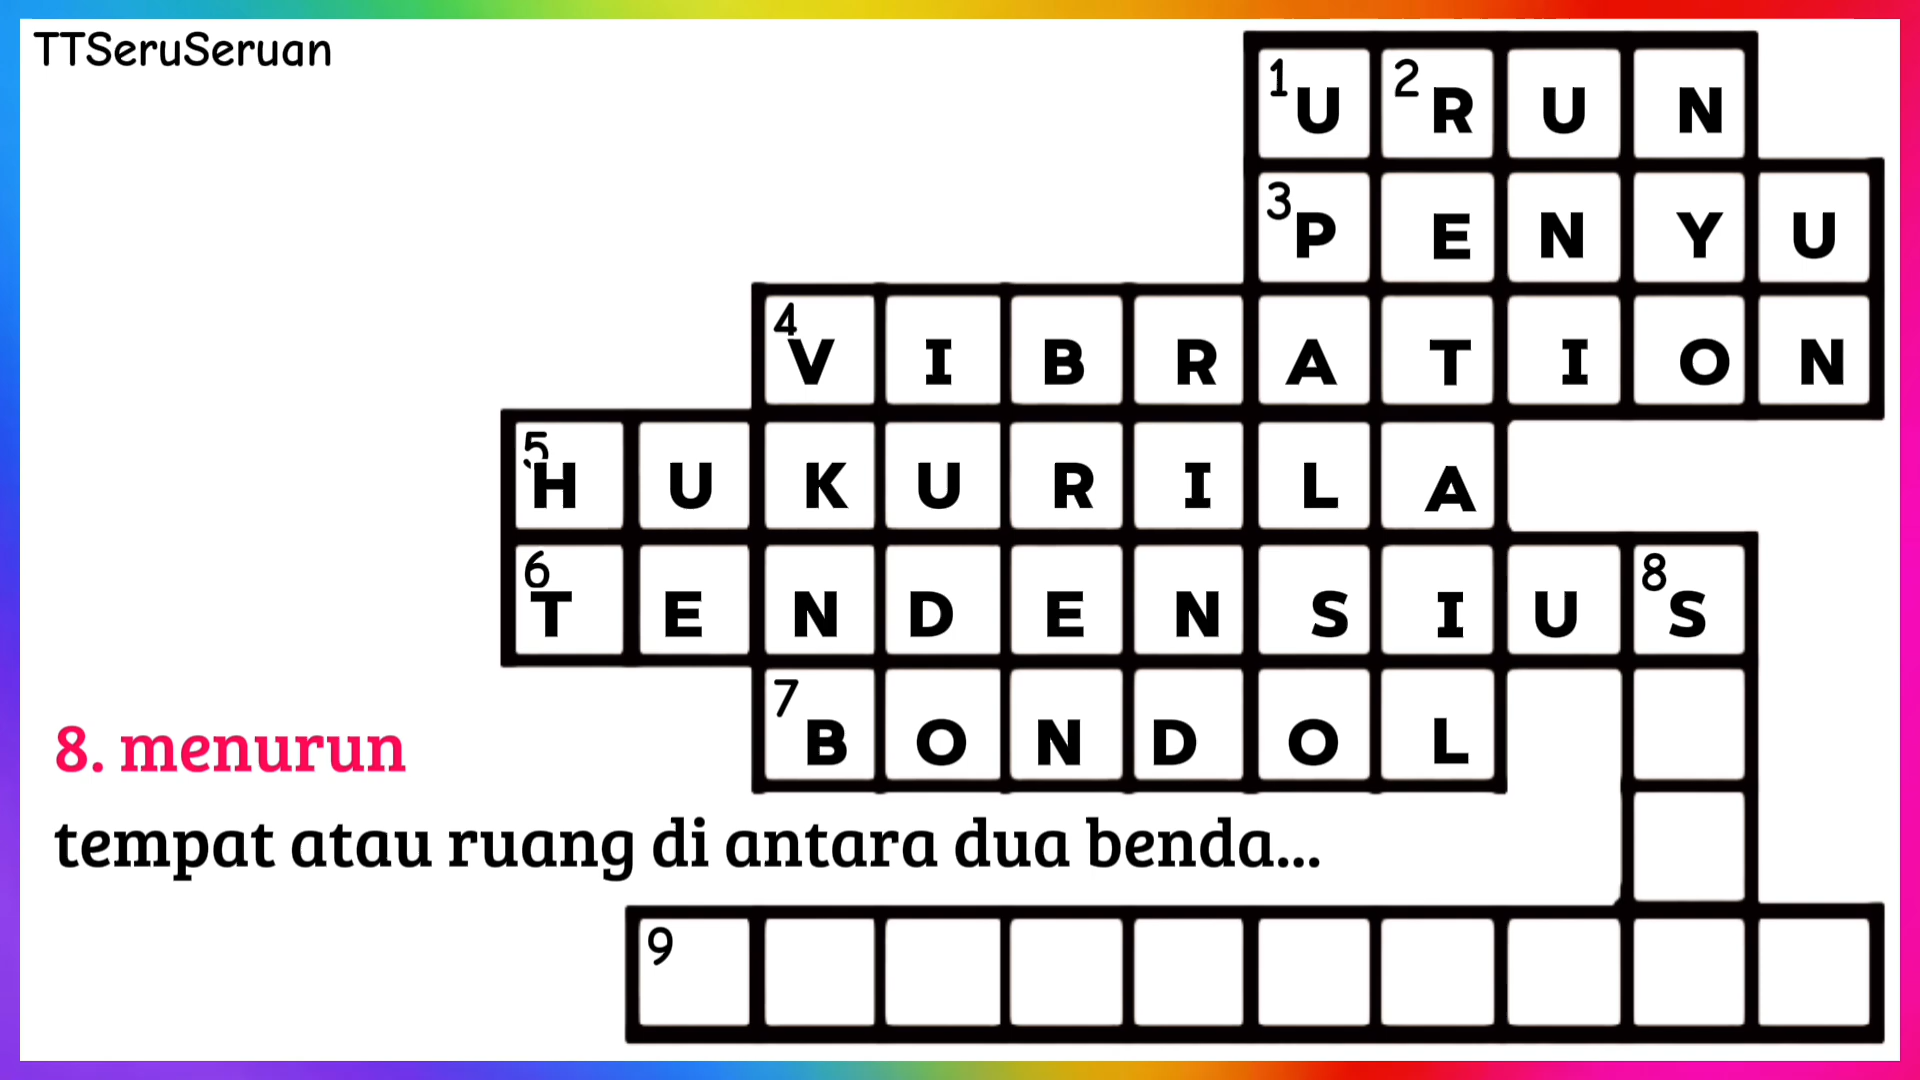 TTSeruSeruan
1 U 2 R U N
3 P E N Y U
4 V I B R A T I O N
5 H U K U R I L A
6 T E N D E N S I U 8 S
7 B O N D O L
8. menurun
tempat atau ruang di antara dua benda...
9